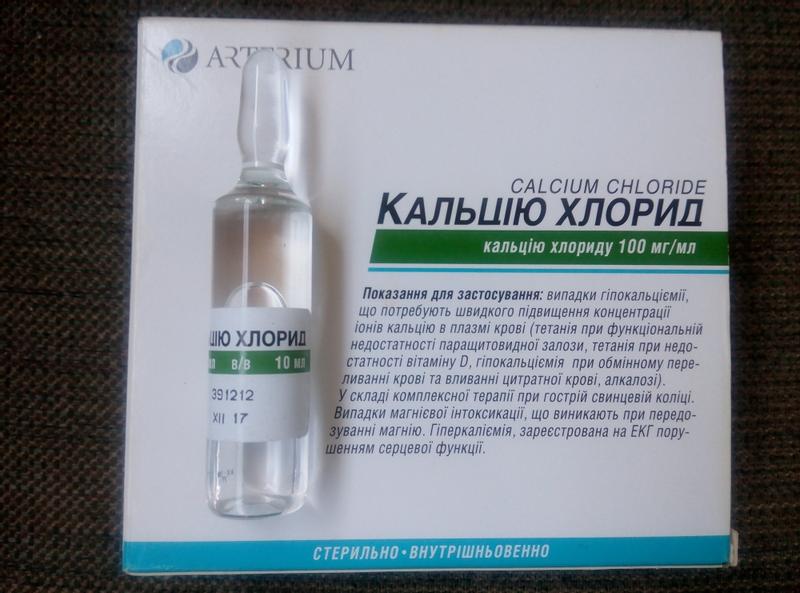 ARTERIUM
CALCIUM CHLORIDE
КАЛЬЦІЮ ХЛОРИД
кальцію хлориду 100 мг/мл
Показання для застосування: випадки гіпокальціємії,
що потребують швидкого підвищення концентрації
іонів кальцію в плазмі крові (тетанія при функціональній
недостатності паращитовидної залози, тетанія при недо-
статності вітаміну D, гіпокальціємія при обмінному пере-
ливанні крові та вливанні цитратної крові, алкалозі).
У складі комплексної терапії при гострій свинцевій коліці.
Випадки магнієвої інтоксикації, що виникають при передо-
зуванні магнію. Гіперкаліємія, зареєстрована на ЕКГ пору-
шенням серцевої функції.
ЦІЮ ХЛОРИД
в/в 10 мл
391212
XII 17
СТЕРИЛЬНО • ВНУТРІШНЬОВЕННО